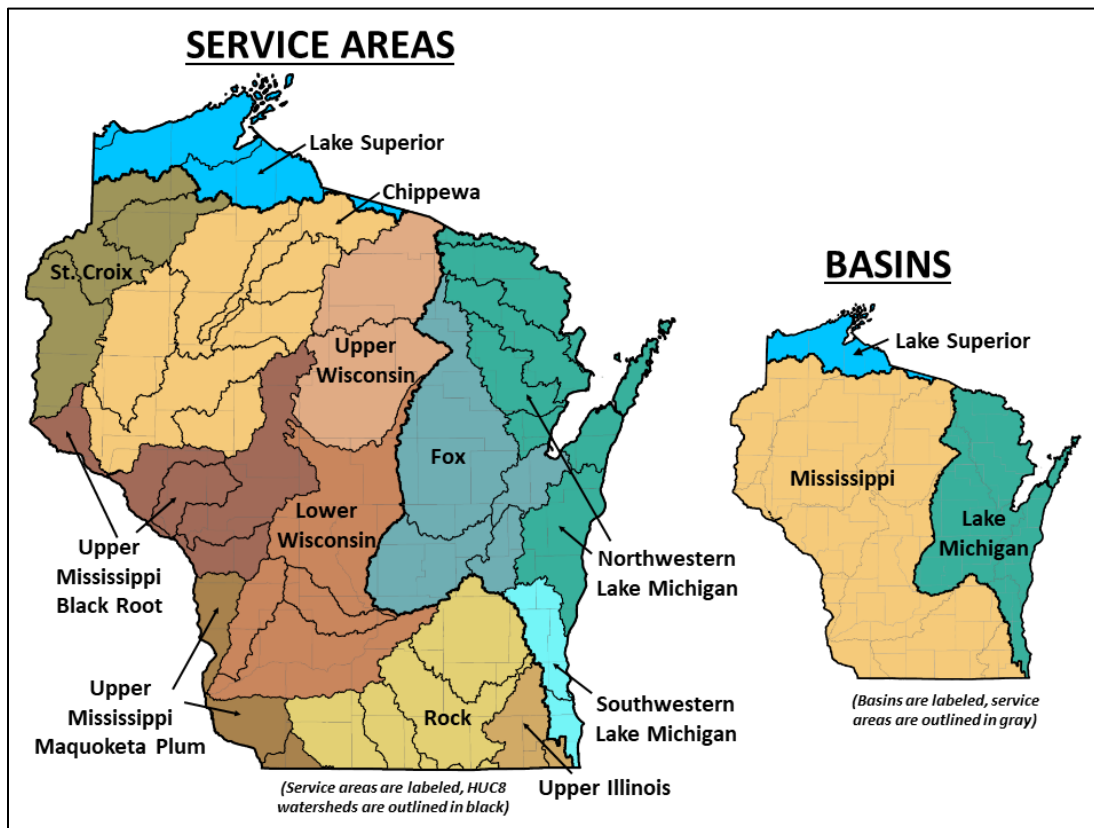 SERVICE AREAS
Lake Superior
Chippewa
St. Croix
Upper
Wisconsin
Fox
Lower
Wisconsin
Upper
Mississippi
Black Root
Northwestern
Lake Michigan
Upper
Mississippi
Maquoketa Plum
Rock
Southwestern
Lake Michigan
Upper Illinois
(Service areas are labeled, HUC8
watersheds are outlined in black)
BASINS
Lake Superior
Mississippi
Lake
Michigan
(Basins are labeled, service
areas are outlined in gray)